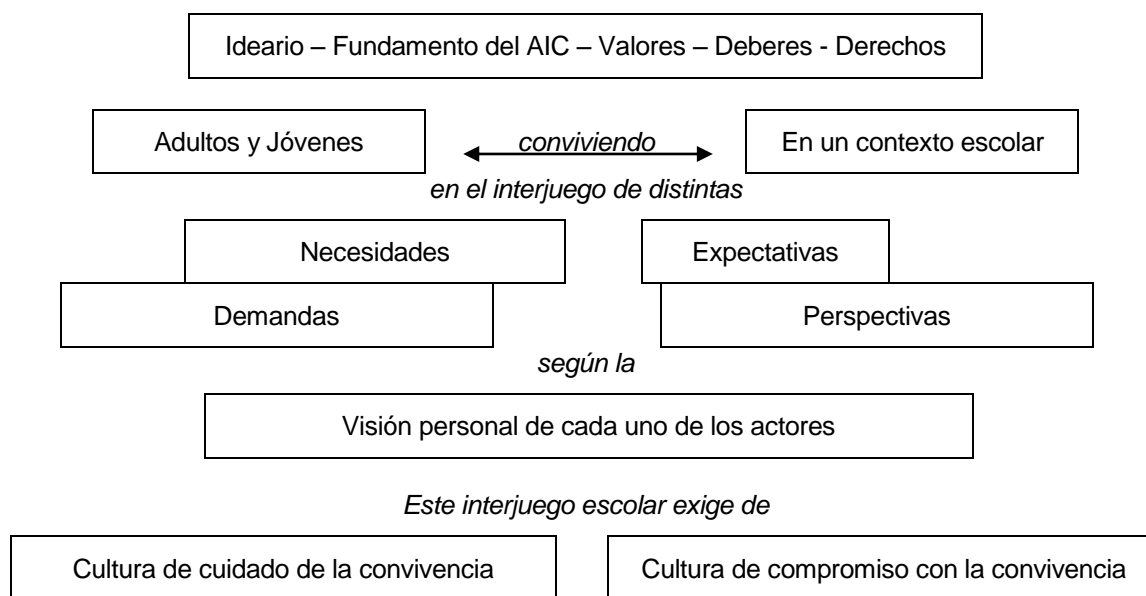 Ideario – Fundamento del AIC – Valores – Deberes - Derechos
Adultos y Jóvenes
conviviendo
En un contexto escolar
en el interjuego de distintas
Necesidades
Expectativas
Demandas
Perspectivas
según la
Visión personal de cada uno de los actores
Este interjuego escolar exige de
Cultura de cuidado de la convivencia
Cultura de compromiso con la convivencia